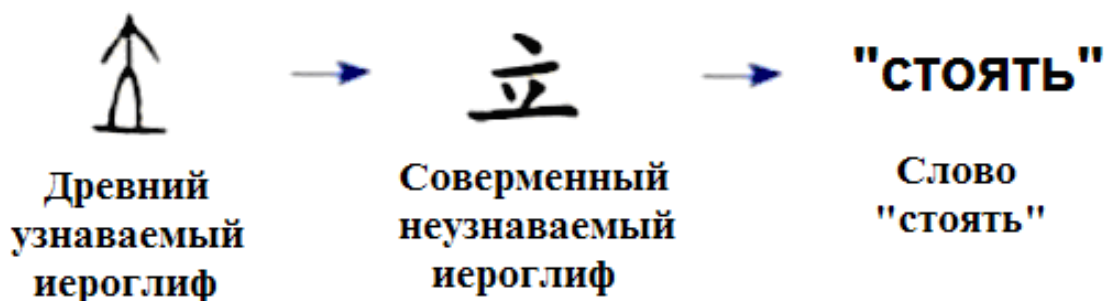 立
"стоять"
Древний
узнаваемый
иероглиф
Соверменный
неузнаваемый
иероглиф
Слово
"стоять"